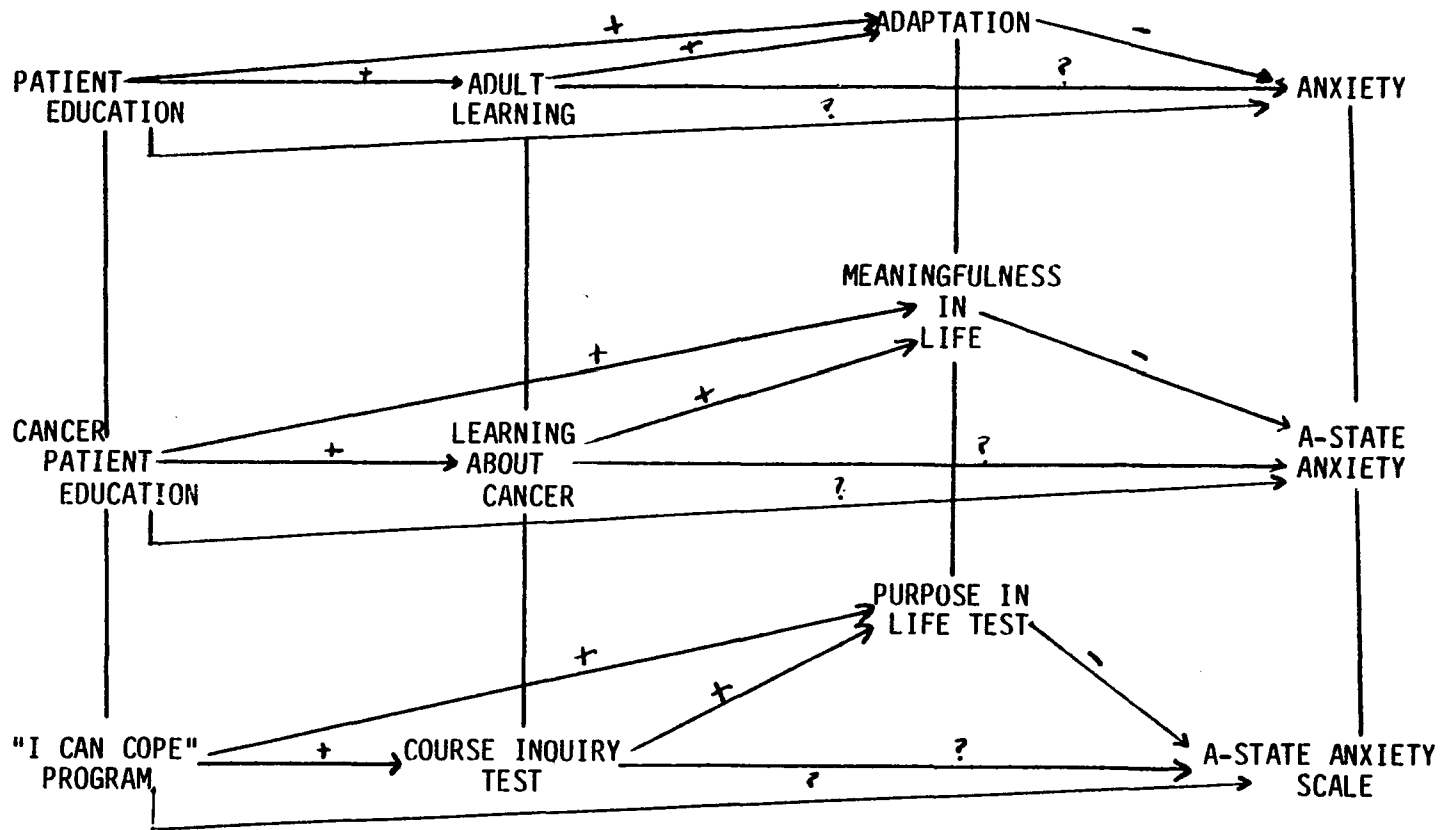 ADAPTATION
+
-
+
PATIENT
EDUCATION
+
ADULT
LEARNING
?
?
ANXIETY
MEANINGFULNESS
IN
LIFE
+
-
+
CANCER
PATIENT
EDUCATION
+
LEARNING
ABOUT
CANCER
?
?
A-STATE
ANXIETY
PURPOSE IN
LIFE TEST
+
-
+
"I CAN COPE"
PROGRAM
+
COURSE INQUIRY
TEST
?
?
A-STATE ANXIETY
SCALE